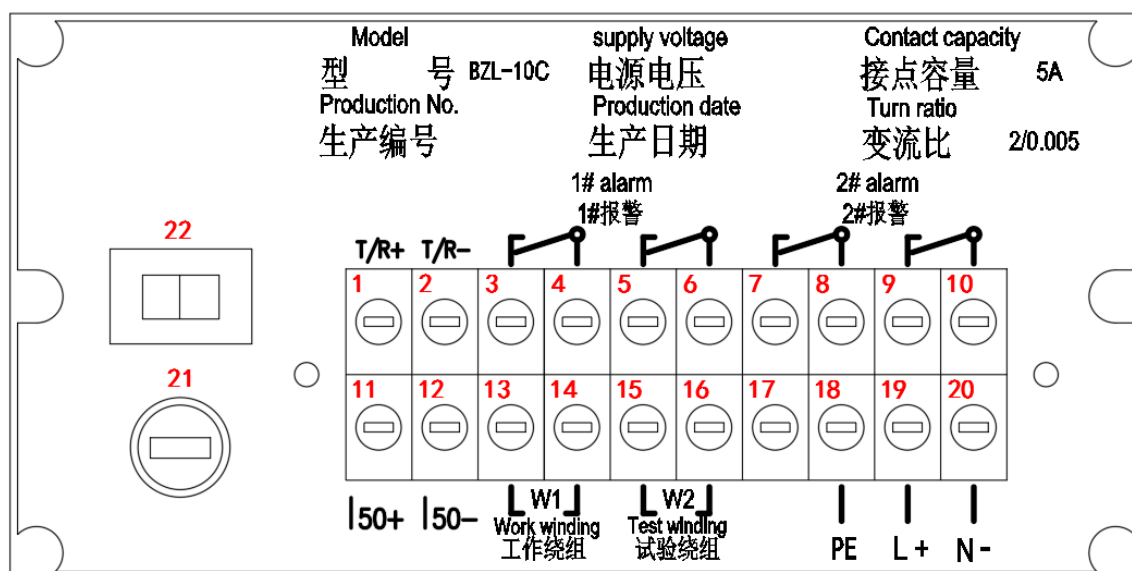 Model supply voltage Contact capacity
型 号 BZL-10C 电源电压 接点容量 5A
Production No. Production date Turn ratio
生产编号 生产日期 变流比 2/0.005
1# alarm 2# alarm
1#报警 2#报警
22
T/R+ T/R-
1 2 3 4 5 6 7 8 9 10
21
11 12 13 14 15 16 17 18 19 20
I50+ I50- W1 W2
Work winding Test winding
工作绕组 试验绕组
PE L+ N-